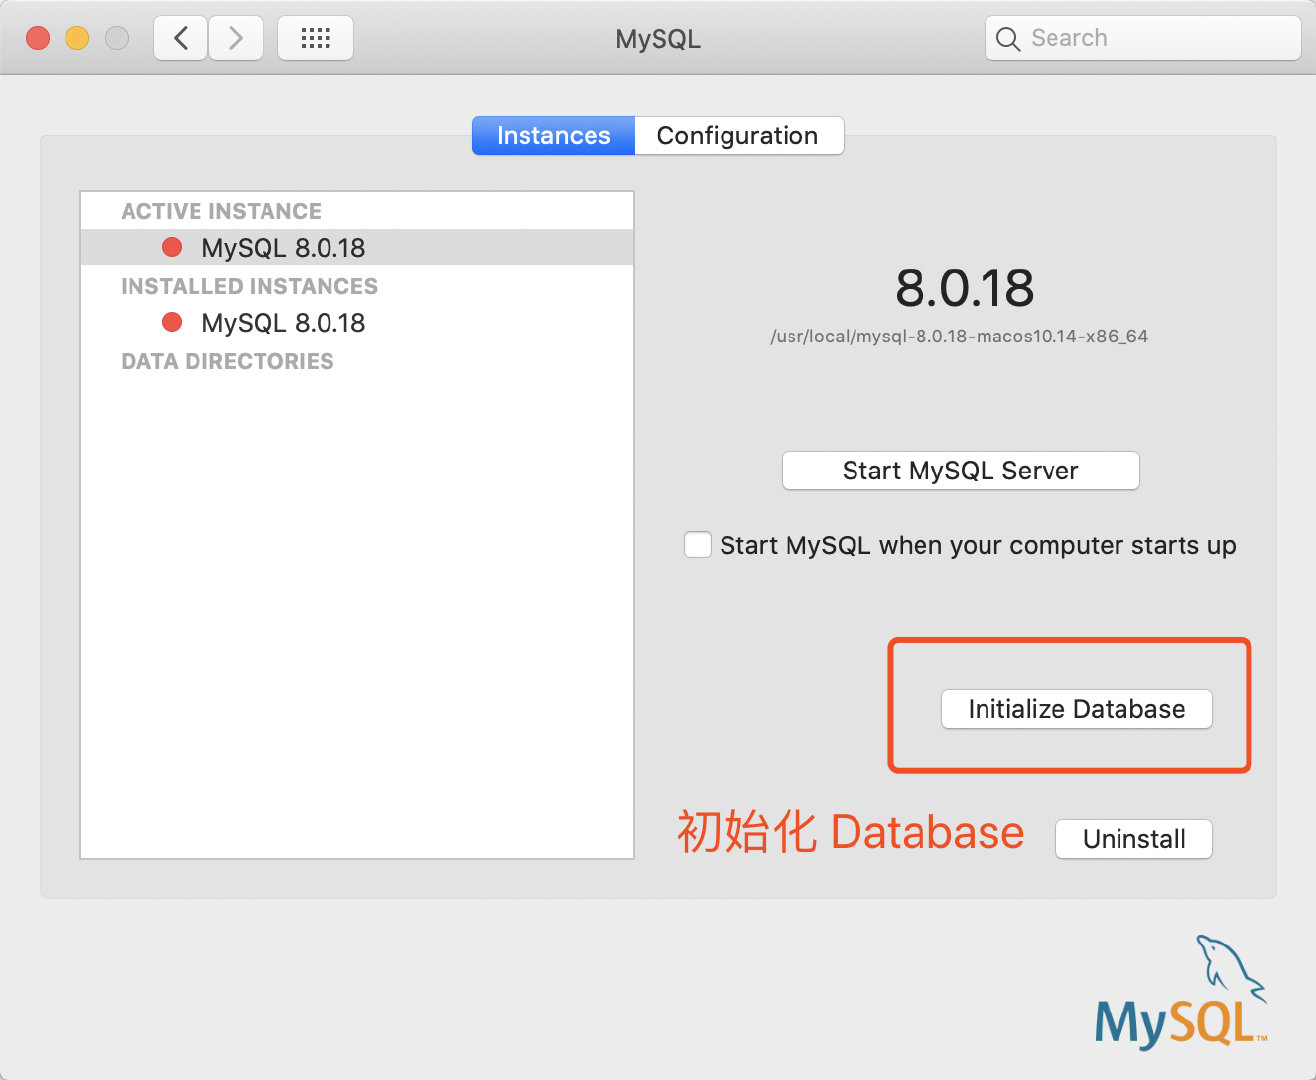 MySQL
Search
Instances
Configuration
ACTIVE INSTANCE
MySQL 8.0.18
INSTALLED INSTANCES
MySQL 8.0.18
DATA DIRECTORIES
8.0.18
/usr/local/mysql-8.0.18-macos10.14-x86_64
Start MySQL Server
Start MySQL when your computer starts up
Initialize Database
初始化 Database
Uninstall
MySQL™